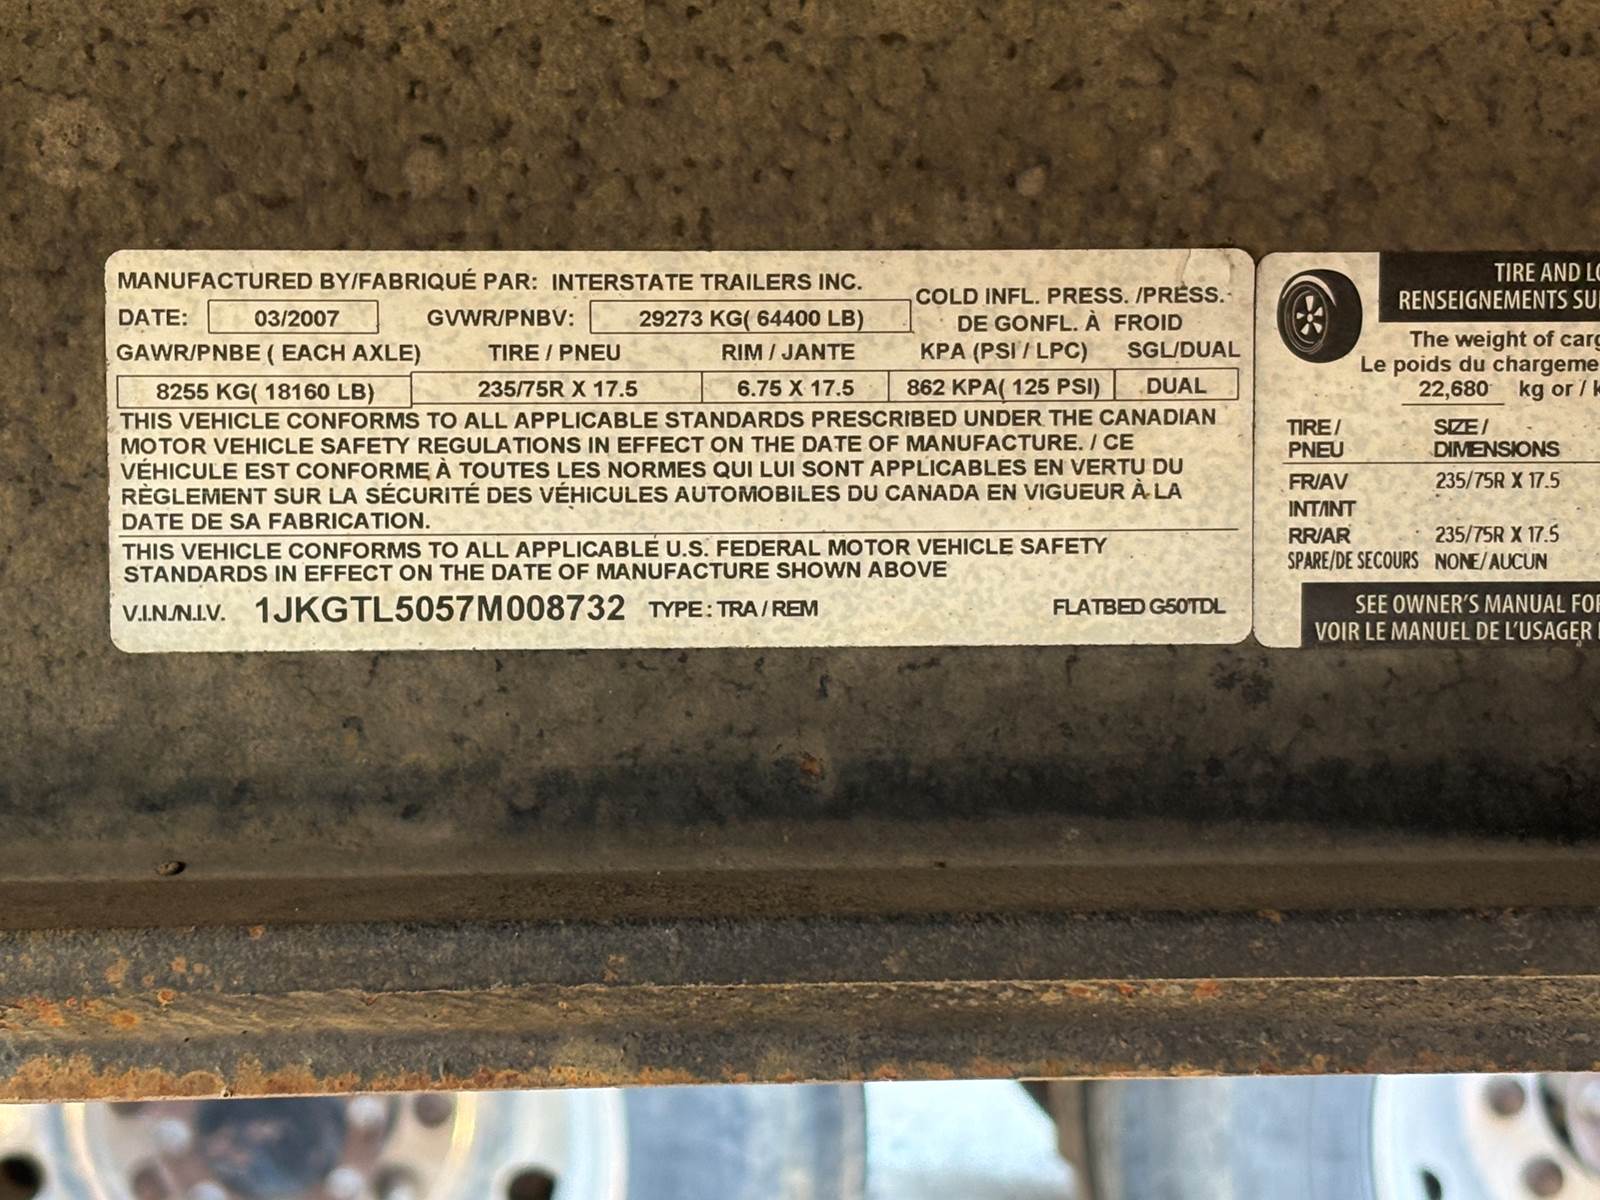 MANUFACTURED BY/FABRIQUÉ PAR: INTERSTATE TRAILERS INC.
DATE: 03/2007 GVWR/PNBV: 29273 KG( 64400 LB) COLD INFL. PRESS. /PRESS.
DE GONFL. À FROID
GAWR/PNBE ( EACH AXLE) TIRE / PNEU RIM / JANTE KPA (PSI / LPC) SGL/DUAL
8255 KG( 18160 LB) 235/75R X 17.5 6.75 X 17.5 862 KPA( 125 PSI) DUAL
THIS VEHICLE CONFORMS TO ALL APPLICABLE STANDARDS PRESCRIBED UNDER THE CANADIAN
MOTOR VEHICLE SAFETY REGULATIONS IN EFFECT ON THE DATE OF MANUFACTURE. / CE
VÉHICULE EST CONFORME À TOUTES LES NORMES QUI LUI SONT APPLICABLES EN VERTU DU
RÈGLEMENT SUR LA SÉCURITÉ DES VÉHICULES AUTOMOBILES DU CANADA EN VIGUEUR À LA
DATE DE SA FABRICATION.
THIS VEHICLE CONFORMS TO ALL APPLICABLE U.S. FEDERAL MOTOR VEHICLE SAFETY
STANDARDS IN EFFECT ON THE DATE OF MANUFACTURE SHOWN ABOVE
V.I.N./N.I.V. 1JKGTL5057M008732 TYPE : TRA / REM FLATBED G50TDL
TIRE AND LO
RENSEIGNEMENTS SU
The weight of carg
Le poids du chargeme
22,680 kg or / k
TIRE / SIZE /
PNEU DIMENSIONS
FR/AV 235/75R X 17.5
INT/INT
RR/AR 235/75R X 17.5
SPARE/DE SECOURS NONE/AUCUN
SEE OWNER'S MANUAL FOR
VOIR LE MANUEL DE L'USAGER